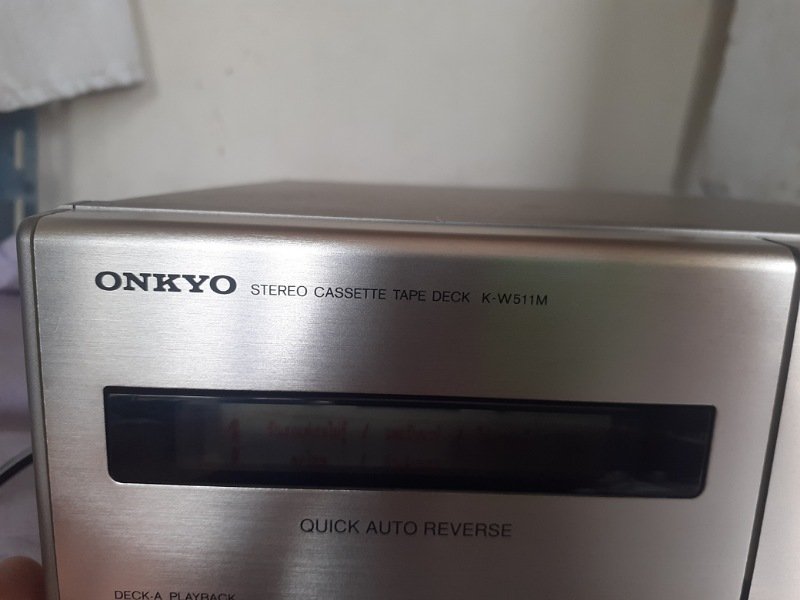 ONKYO STEREO CASSETTE TAPE DECK K-W511M
QUICK AUTO REVERSE
DECK-A PLAYBACK